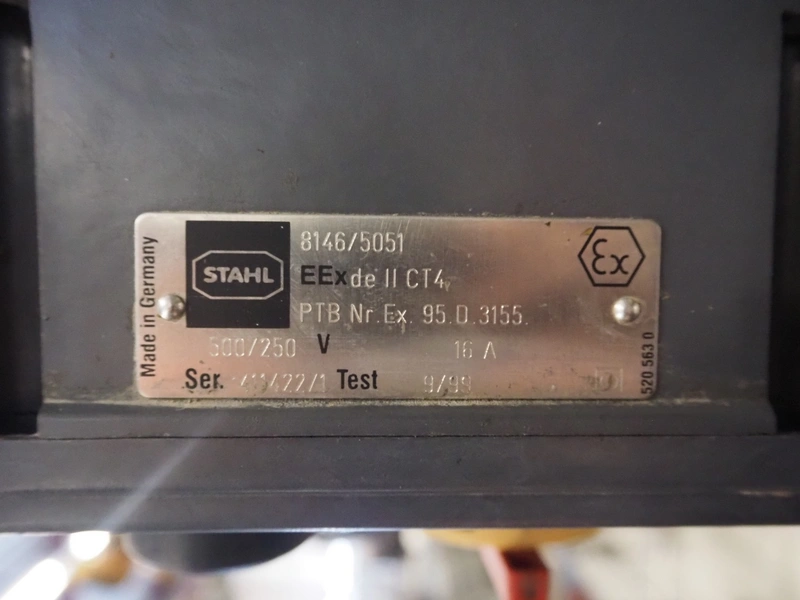 Made in Germany
STAHL
8146/5051
EEx de II CT4
PTB Nr. Ex. 95.D.3155.
500/250 V 16 A
Ser. Test
Ex
520 563 0